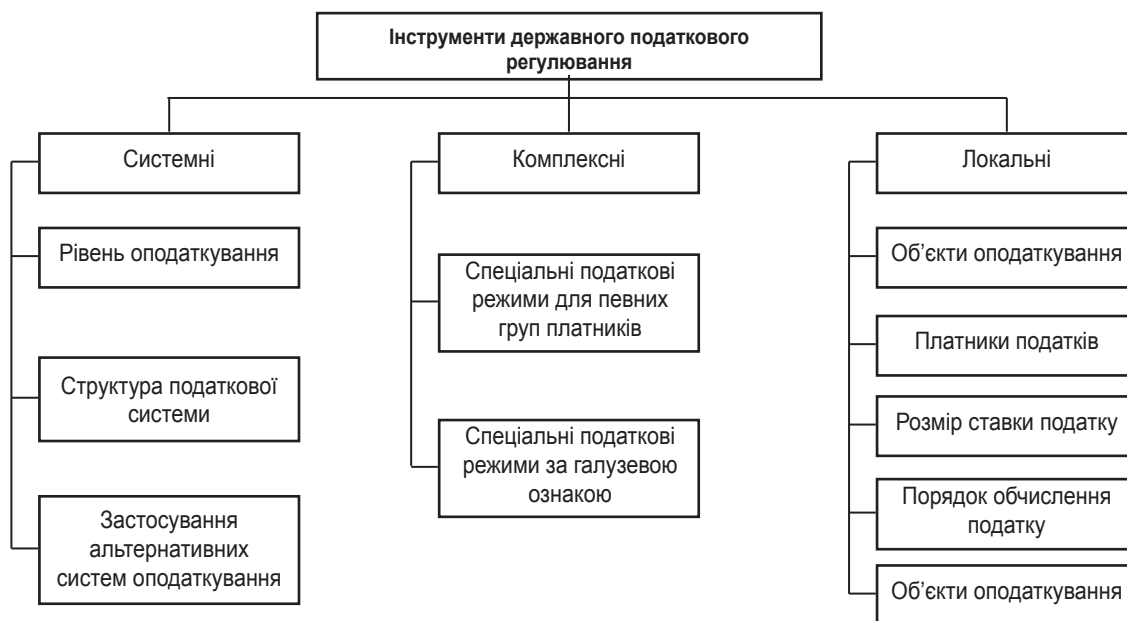 Інструменти державного податкового
регулювання
Системні
Рівень оподаткування
Структура податкової
системи
Застосування
альтернативних
систем оподаткування
Комплексні
Спеціальні податкові
режими для певних
груп платників
Спеціальні податкові
режими за галузевою
ознакою
Локальні
Об’єкти оподаткування
Платники податків
Розмір ставки податку
Порядок обчислення
податку
Об’єкти оподаткування